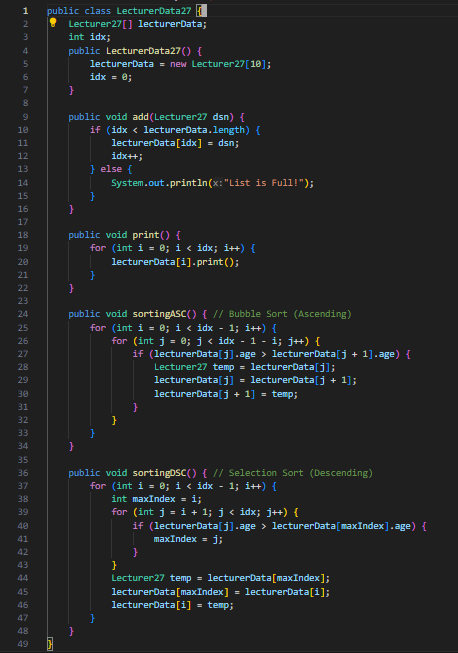 1 public class LecturerData27 {
2 Lecturer27[] lecturerData;
3 int idx;
4 public LecturerData27() {
5 lecturerData = new Lecturer27[10];
6 idx = 0;
7 }
8
9 public void add(Lecturer27 dsn) {
10 if (idx < lecturerData.length) {
11 lecturerData[idx] = dsn;
12 idx++;
13 } else {
14 System.out.println(x:"List is Full!");
15 }
16 }
17
18 public void print() {
19 for (int i = 0; i < idx; i++) {
20 lecturerData[i].print();
21 }
22 }
23
24 public void sortingASC() { // Bubble Sort (Ascending)
25 for (int i = 0; i < idx - 1; i++) {
26 for (int j = 0; j < idx - 1 - i; j++) {
27 if (lecturerData[j].age > lecturerData[j + 1].age) {
28 Lecturer27 temp = lecturerData[j];
29 lecturerData[j] = lecturerData[j + 1];
30 lecturerData[j + 1] = temp;
31 }
32 }
33 }
34 }
35
36 public void sortingDSC() { // Selection Sort (Descending)
37 for (int i = 0; i < idx - 1; i++) {
38 int maxIndex = i;
39 for (int j = i + 1; j < idx; j++) {
40 if (lecturerData[j].age > lecturerData[maxIndex].age) {
41 maxIndex = j;
42 }
43 }
44 Lecturer27 temp = lecturerData[maxIndex];
45 lecturerData[maxIndex] = lecturerData[i];
46 lecturerData[i] = temp;
47 }
48 }
49 }